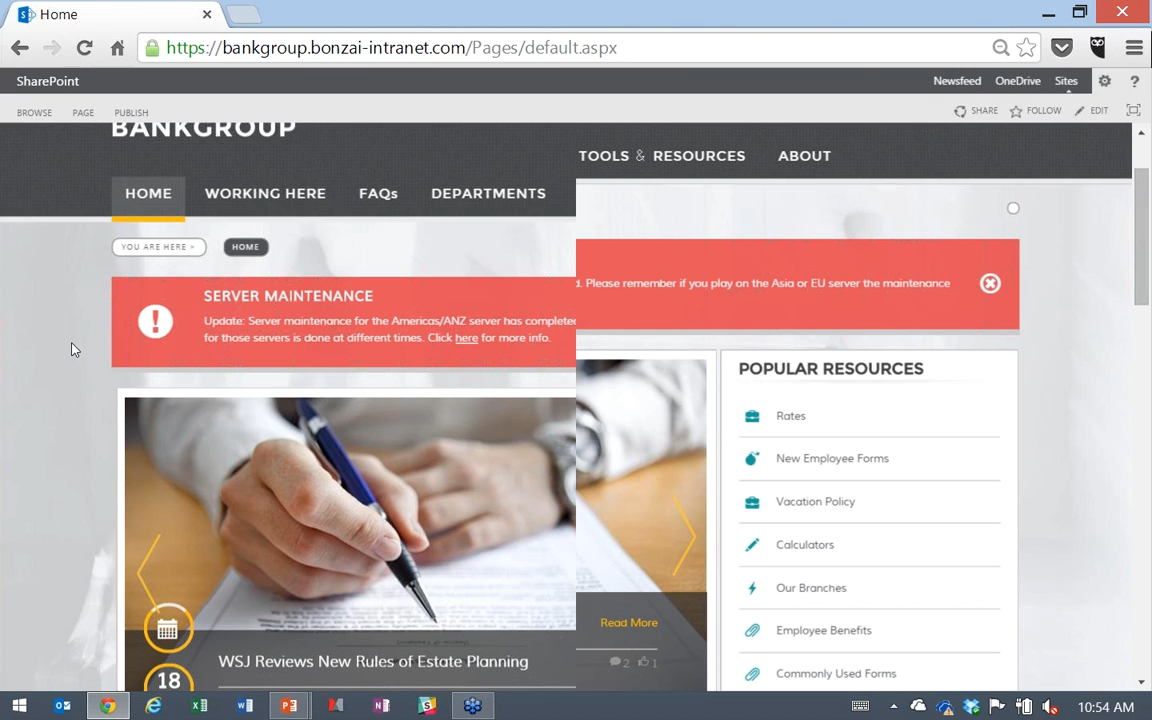 Home
https://bankgroup.bonzai-intranet.com/Pages/default.aspx
SharePoint
Newsfeed OneDrive Sites
?
BROWSE PAGE PUBLISH
SHARE FOLLOW EDIT
BANKGROUP
TOOLS & RESOURCES ABOUT
HOME WORKING HERE FAQs DEPARTMENTS
YOU ARE HERE > HOME
SERVER MAINTENANCE
Update: Server maintenance for the Americas/ANZ server has completed
for those servers is done at different times. Click here for more info.
d. Please remember if you play on the Asia or EU server the maintenance
POPULAR RESOURCES
Rates
New Employee Forms
Vacation Policy
Calculators
Our Branches
Employee Benefits
Commonly Used Forms
Read More
2 1
WSJ Reviews New Rules of Estate Planning
18
10:54 AM